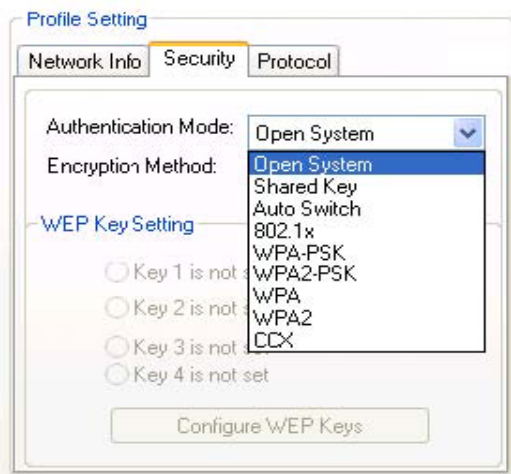 Profile Setting
Network Info Security Protocol
Authentication Mode: Open System
Encryption Method: Open System
Shared Key
Auto Switch
802.1x
WPA-PSK
WPA2-PSK
WPA
WPA2
CCX
WEP Key Setting
Key 1 is not
Key 2 is not
Key 3 is not
Key 4 is not set
Configure WEP Keys